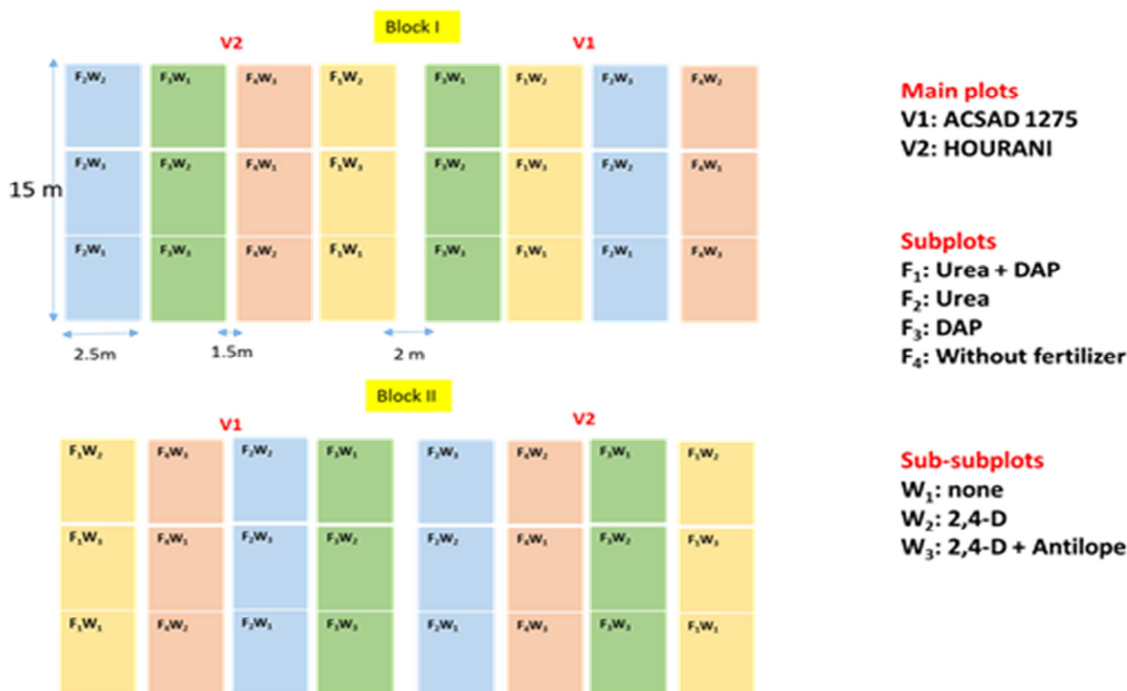 Block I
V2 V1
F₂W₂ F₃W₁ F₄W₃ F₁W₂ F₃W₁ F₁W₂ F₂W₃ F₄W₂
F₂W₃ F₃W₂ F₄W₁ F₁W₃ F₃W₂ F₁W₃ F₂W₂ F₄W₁
15 m
F₂W₁ F₃W₃ F₄W₂ F₁W₁ F₃W₃ F₁W₁ F₂W₁ F₄W₃
2.5m 1.5m 2 m
Block II
V1 V2
F₁W₂ F₄W₃ F₂W₂ F₃W₁ F₂W₃ F₄W₂ F₃W₁ F₁W₂
F₁W₃ F₄W₁ F₂W₃ F₃W₂ F₂W₂ F₄W₁ F₃W₂ F₁W₃
F₁W₁ F₄W₂ F₂W₁ F₃W₃ F₂W₁ F₄W₃ F₃W₃ F₁W₁
Main plots
V1: ACSAD 1275
V2: HOURANI
Subplots
F₁: Urea + DAP
F₂: Urea
F₃: DAP
F₄: Without fertilizer
Sub-subplots
W₁: none
W₂: 2,4-D
W₃: 2,4-D + Antilope